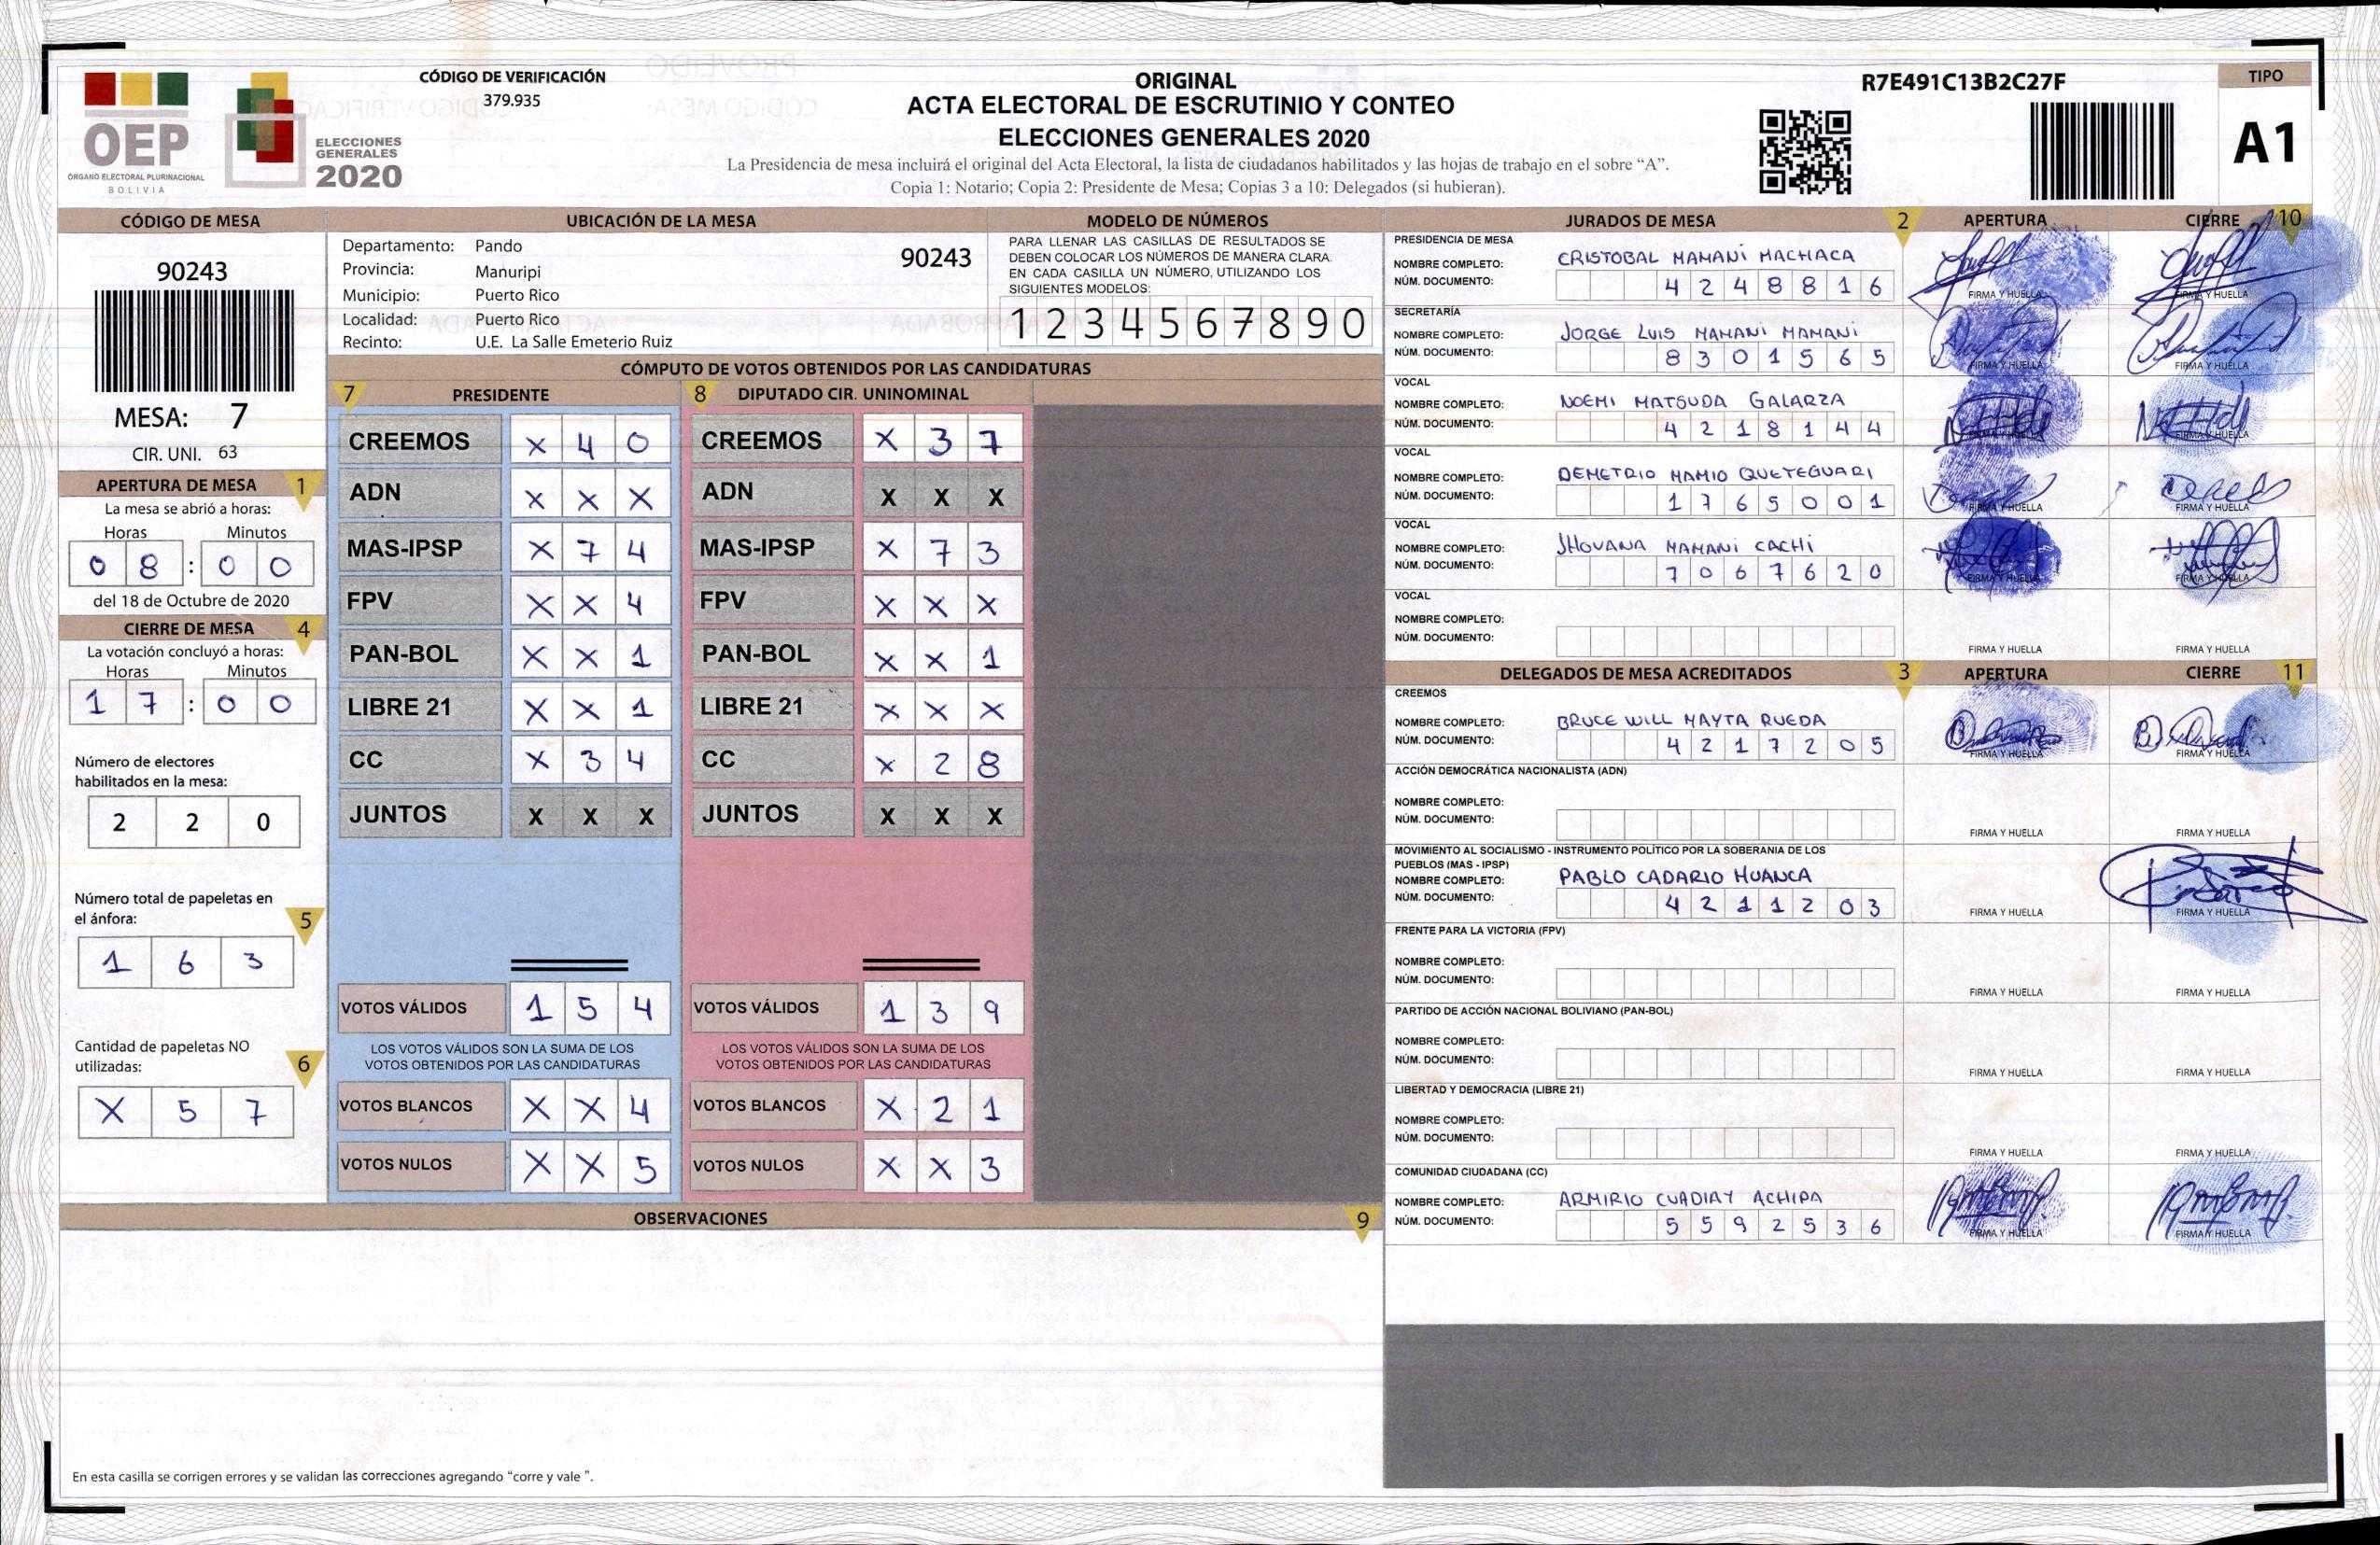 CÓDIGO DE VERIFICACIÓN
379.935
OEP
ÓRGANO ELECTORAL PLURINACIONAL
BOLIVIA
ELECCIONES
GENERALES
2020
ORIGINAL
ACTA ELECTORAL DE ESCRUTINIO Y CONTEO
ELECCIONES GENERALES 2020
La Presidencia de mesa incluirá el original del Acta Electoral, la lista de ciudadanos habilitados y las hojas de trabajo en el sobre “A”.
Copia 1: Notario; Copia 2: Presidente de Mesa; Copias 3 a 10: Delegados (si hubieran).
R7E491C13B2C27F
TIPO
A1
CÓDIGO DE MESA
90243
MESA: 7
CIR. UNI. 63
APERTURA DE MESA 1
La mesa se abrió a horas:
Horas Minutos
0 8 : 0 0
del 18 de Octubre de 2020
CIERRE DE MESA 4
La votación concluyó a horas:
Horas Minutos
1 7 : 0 0
Número de electores
habilitados en la mesa:
2 2 0
Número total de papeletas en
el ánfora: 5
1 6 3
Cantidad de papeletas NO
utilizadas: 6
X 5 7
UBICACIÓN DE LA MESA
Departamento: Pando
90243
Provincia: Manuripi
Municipio: Puerto Rico
Localidad: Puerto Rico
Recinto: U.E. La Salle Emeterio Ruiz
MODELO DE NÚMEROS
PARA LLENAR LAS CASILLAS DE RESULTADOS SE
DEBEN COLOCAR LOS NÚMEROS DE MANERA CLARA.
EN CADA CASILLA UN NÚMERO, UTILIZANDO LOS
SIGUIENTES MODELOS:
1 2 3 4 5 6 7 8 9 0
CÓMPUTO DE VOTOS OBTENIDOS POR LAS CANDIDATURAS
7 PRESIDENTE
CREEMOS X 4 0
ADN X X X
MAS-IPSP X 7 4
FPV X X 4
PAN-BOL X X 1
LIBRE 21 X X 1
CC X 3 4
JUNTOS X X X
VOTOS VÁLIDOS 1 5 4
LOS VOTOS VÁLIDOS SON LA SUMA DE LOS
VOTOS OBTENIDOS POR LAS CANDIDATURAS
VOTOS BLANCOS X X 4
VOTOS NULOS X X 5
8 DIPUTADO CIR. UNINOMINAL
CREEMOS X 3 7
ADN X X X
MAS-IPSP X 7 3
FPV X X X
PAN-BOL X X 1
LIBRE 21 X X X
CC X 2 8
JUNTOS X X X
VOTOS VÁLIDOS 1 3 9
LOS VOTOS VÁLIDOS SON LA SUMA DE LOS
VOTOS OBTENIDOS POR LAS CANDIDATURAS
VOTOS BLANCOS X 2 1
VOTOS NULOS X X 3
OBSERVACIONES 9
En esta casilla se corrigen errores y se validan las correcciones agregando “corre y vale ”.
JURADOS DE MESA 2 APERTURA CIERRE 10
PRESIDENCIA DE MESA
NOMBRE COMPLETO: CRISTOBAL MAMANI MACHACA
NÚM. DOCUMENTO: 4 2 4 8 8 1 6
FIRMA Y HUELLA FIRMA Y HUELLA
SECRETARÍA
NOMBRE COMPLETO: JORGE LUIS MAMANI MAMANI
NÚM. DOCUMENTO: 8 3 0 1 5 6 5
FIRMA Y HUELLA FIRMA Y HUELLA
VOCAL
NOMBRE COMPLETO: NOEMI MATSUDA GALARZA
NÚM. DOCUMENTO: 4 2 1 8 1 4 4
VOCAL
NOMBRE COMPLETO: DEMETRIO MAMIO QUETEGUARI
NÚM. DOCUMENTO: 1 7 6 5 0 0 1
FIRMA Y HUELLA FIRMA Y HUELLA
VOCAL
NOMBRE COMPLETO: JHOVANA MAMANI CACHI
NÚM. DOCUMENTO: 7 0 6 7 6 2 0
FIRMA Y HUELLA FIRMA Y HUELLA
VOCAL
NOMBRE COMPLETO:
NÚM. DOCUMENTO:
FIRMA Y HUELLA FIRMA Y HUELLA
DELEGADOS DE MESA ACREDITADOS 3 APERTURA CIERRE 11
CREEMOS
NOMBRE COMPLETO: BRUCE WILL MAYTA RUEDA
NÚM. DOCUMENTO: 4 2 1 7 2 0 5
FIRMA Y HUELLA FIRMA Y HUELLA
ACCIÓN DEMOCRÁTICA NACIONALISTA (ADN)
NOMBRE COMPLETO:
NÚM. DOCUMENTO:
FIRMA Y HUELLA FIRMA Y HUELLA
MOVIMIENTO AL SOCIALISMO - INSTRUMENTO POLÍTICO POR LA SOBERANIA DE LOS
PUEBLOS (MAS - IPSP)
NOMBRE COMPLETO: PABLO CADARIO HUANCA
NÚM. DOCUMENTO: 4 2 1 1 2 0 3
FIRMA Y HUELLA FIRMA Y HUELLA
FRENTE PARA LA VICTORIA (FPV)
NOMBRE COMPLETO:
NÚM. DOCUMENTO:
FIRMA Y HUELLA FIRMA Y HUELLA
PARTIDO DE ACCIÓN NACIONAL BOLIVIANO (PAN-BOL)
NOMBRE COMPLETO:
NÚM. DOCUMENTO:
FIRMA Y HUELLA FIRMA Y HUELLA
LIBERTAD Y DEMOCRACIA (LIBRE 21)
NOMBRE COMPLETO:
NÚM. DOCUMENTO:
FIRMA Y HUELLA FIRMA Y HUELLA
COMUNIDAD CIUDADANA (CC)
NOMBRE COMPLETO: ARMIRIO CUADIAY ACHIPA
NÚM. DOCUMENTO: 5 5 9 2 5 3 6
FIRMA Y HUELLA FIRMA Y HUELLA